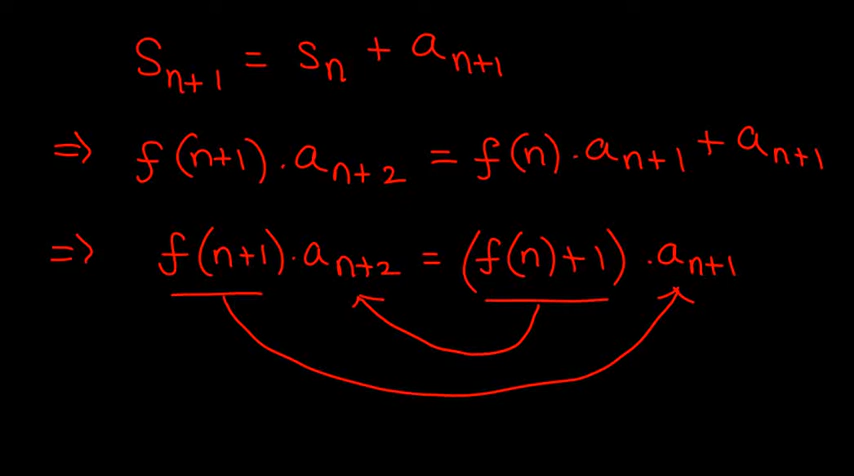 S_{n+1} = S_n + a_{n+1}
⇒ f(n+1) · a_{n+2} = f(n) · a_{n+1} + a_{n+1}
⇒ f(n+1) · a_{n+2} = (f(n)+1) · a_{n+1}